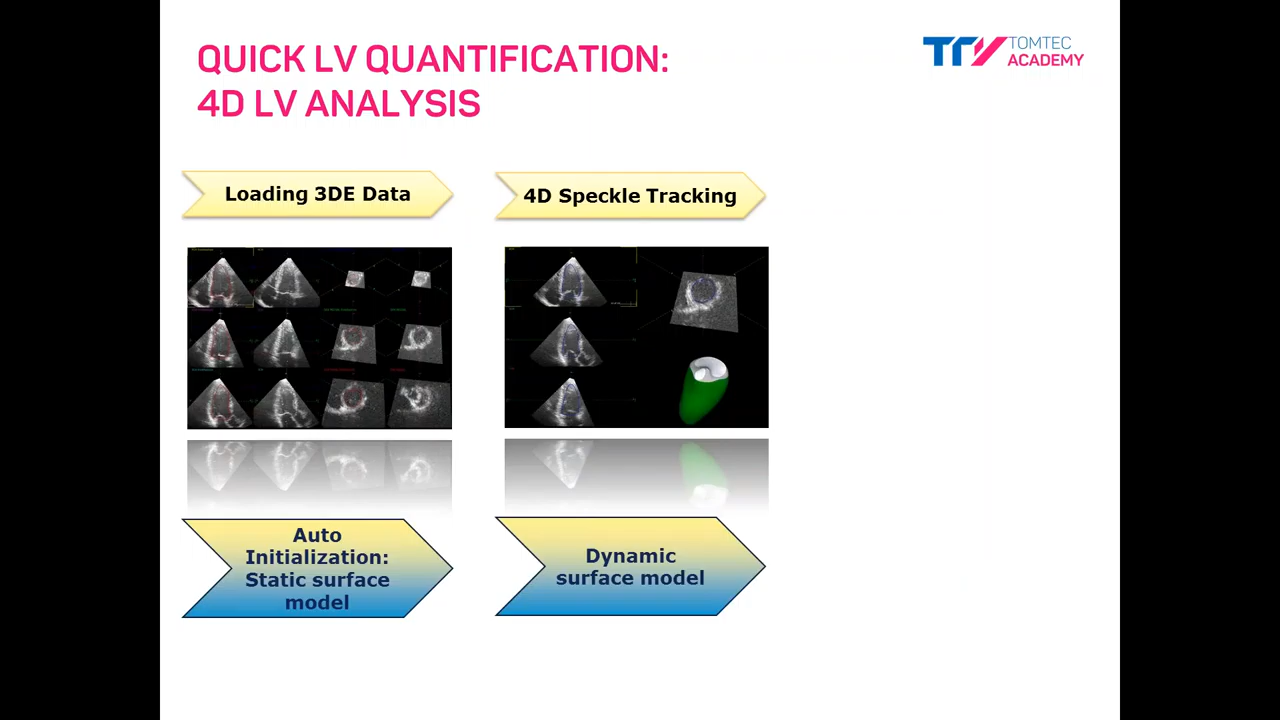 QUICK LV QUANTIFICATION:
4D LV ANALYSIS
TOMTEC
ACADEMY
Loading 3DE Data
4D Speckle Tracking
Auto
Initialization:
Static surface
model
Dynamic
surface model